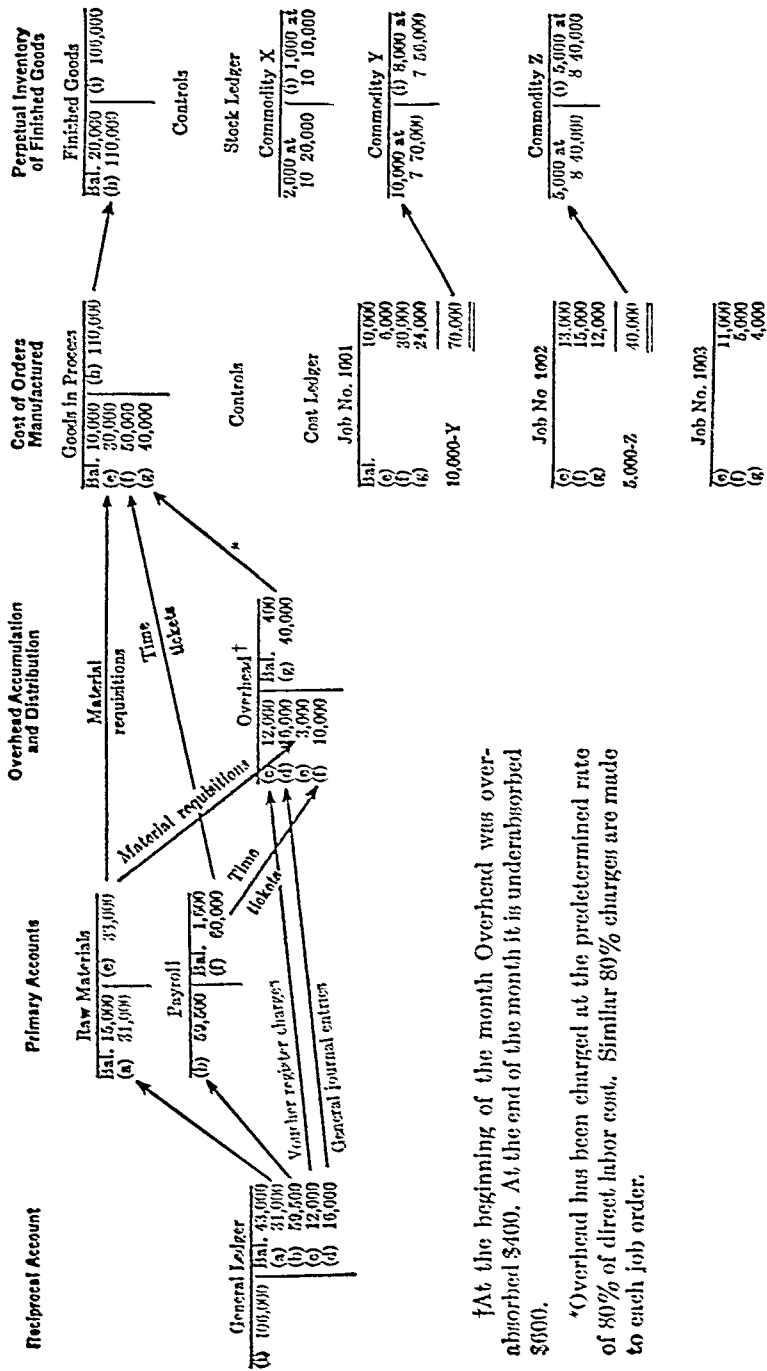 Reciprocal Account
General Ledger
(i) 106,000 | Bal. 43,000
(a) 31,000
(b) 59,500
(c) 12,000
(d) 16,000
Primary Accounts
Raw Materials
Bal. 15,000 | (e) 33,000
(a) 31,000
Payroll
(b) 59,500 | Bal. 1,500
(f) 60,000
Voucher register charges
General journal entries
Overhead Accumulation
and Distribution
Material
requisitions
Time
tickets
Material requisitions
Time
tickets
Overhead†
(c) 12,000 | Bal. 400
(d) 16,000 | (g) 40,000
(e) 3,000
(f) 10,000
*
Cost of Orders
Manufactured
Goods in Process
Bal. 10,000 | (h) 110,000
(e) 30,000
(f) 50,000
(g) 40,000
Controls
Cost Ledger
Job No. 1001
Bal. 10,000
(e) 6,000
(f) 30,000
(g) 24,000
10,000-Y 70,000
Job No 1002
(e) 13,000
(f) 15,000
(g) 12,000
5,000-Z 40,000
Job No. 1003
(e) 11,000
(f) 5,000
(g) 4,000
Perpetual Inventory
of Finished Goods
Finished Goods
Bal. 20,000 | (i) 106,000
(h) 110,000
Controls
Stock Ledger
Commodity X
2,000 at | (i) 1,000 at
10 20,000 | 10 10,000
Commodity Y
10,000 at | (i) 8,000 at
7 70,000 | 7 56,000
Commodity Z
5,000 at | (i) 5,000 at
8 40,000 | 8 40,000
†At the beginning of the month Overhead was over-
absorbed $400. At the end of the month it is underabsorbed
$600.
*Overhead has been charged at the predetermined rate
of 80% of direct labor cost. Similar 80% charges are made
to each job order.